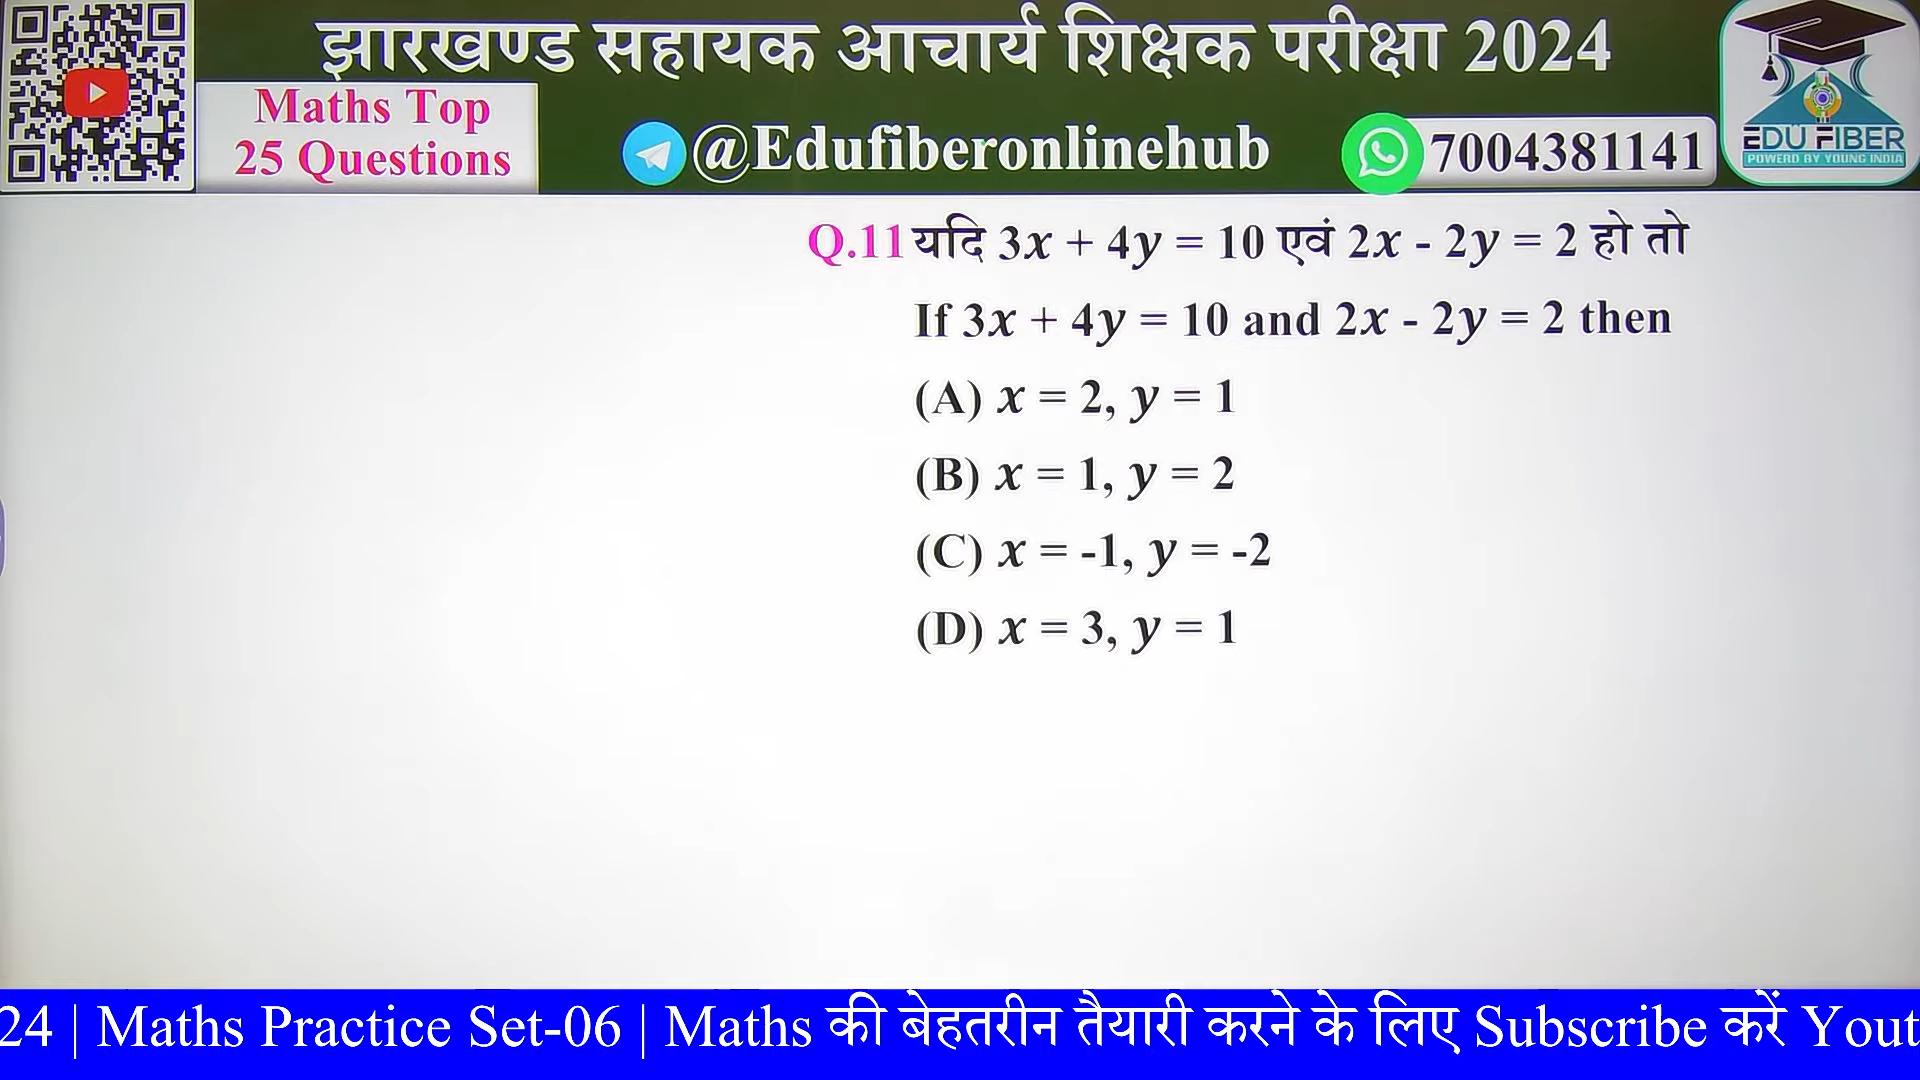 झारखण्ड सहायक आचार्य शिक्षक परीक्षा 2024
Maths Top
25 Questions
@Edufiberonlinehub
7004381141
EDU FIBER
POWERD BY YOUNG INDIA
Q.11 यदि 3x + 4y = 10 एवं 2x - 2y = 2 हो तो
If 3x + 4y = 10 and 2x - 2y = 2 then
(A) x = 2, y = 1
(B) x = 1, y = 2
(C) x = -1, y = -2
(D) x = 3, y = 1
24 | Maths Practice Set-06 | Maths की बेहतरीन तैयारी करने के लिए Subscribe करें Yout